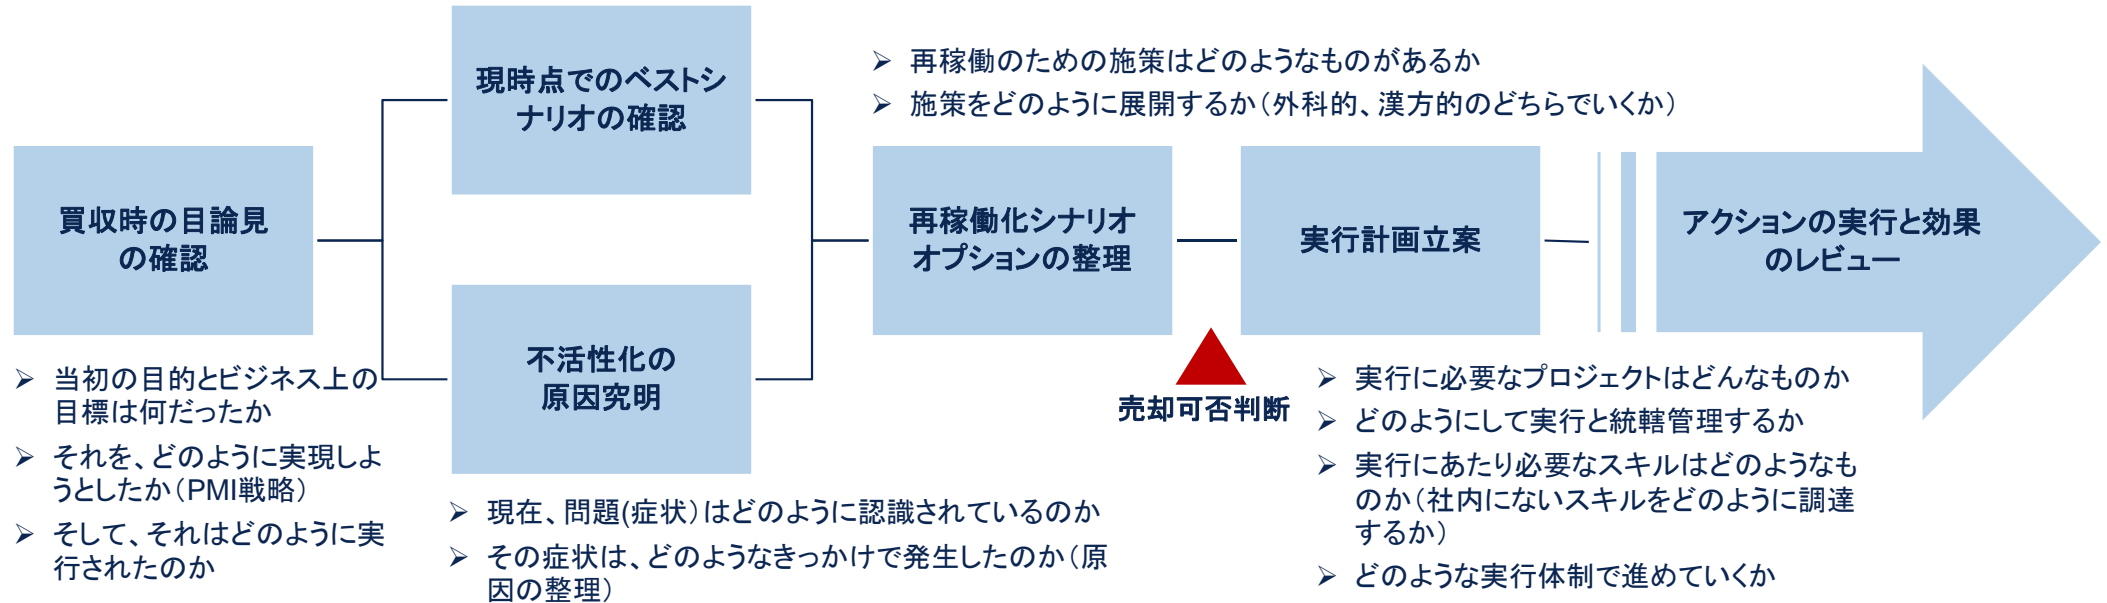 現時点でのベストシ
ナリオの確認
➢ 再稼働のための施策はどのようなものがあるか
➢ 施策をどのように展開するか（外科的、漢方的のどちらでいくか）
買収時の目論見
の確認
再稼働化シナリオ
オプションの整理
実行計画立案
アクションの実行と効果
のレビュー
不活性化の
原因究明
売却可否判断
➢ 当初の目的とビジネス上の
目標は何だったか
➢ それを、どのように実現しよ
うとしたか（PMI戦略）
➢ そして、それはどのように実
行されたのか
➢ 現在、問題(症状）はどのように認識されているのか
➢ その症状は、どのようなきっかけで発生したのか（原
因の整理）
➢ 実行に必要なプロジェクトはどんなものか
➢ どのようにして実行と統轄管理するか
➢ 実行にあたり必要なスキルはどのようなも
のか（社内にないスキルをどのように調達
するか）
➢ どのような実行体制で進めていくか